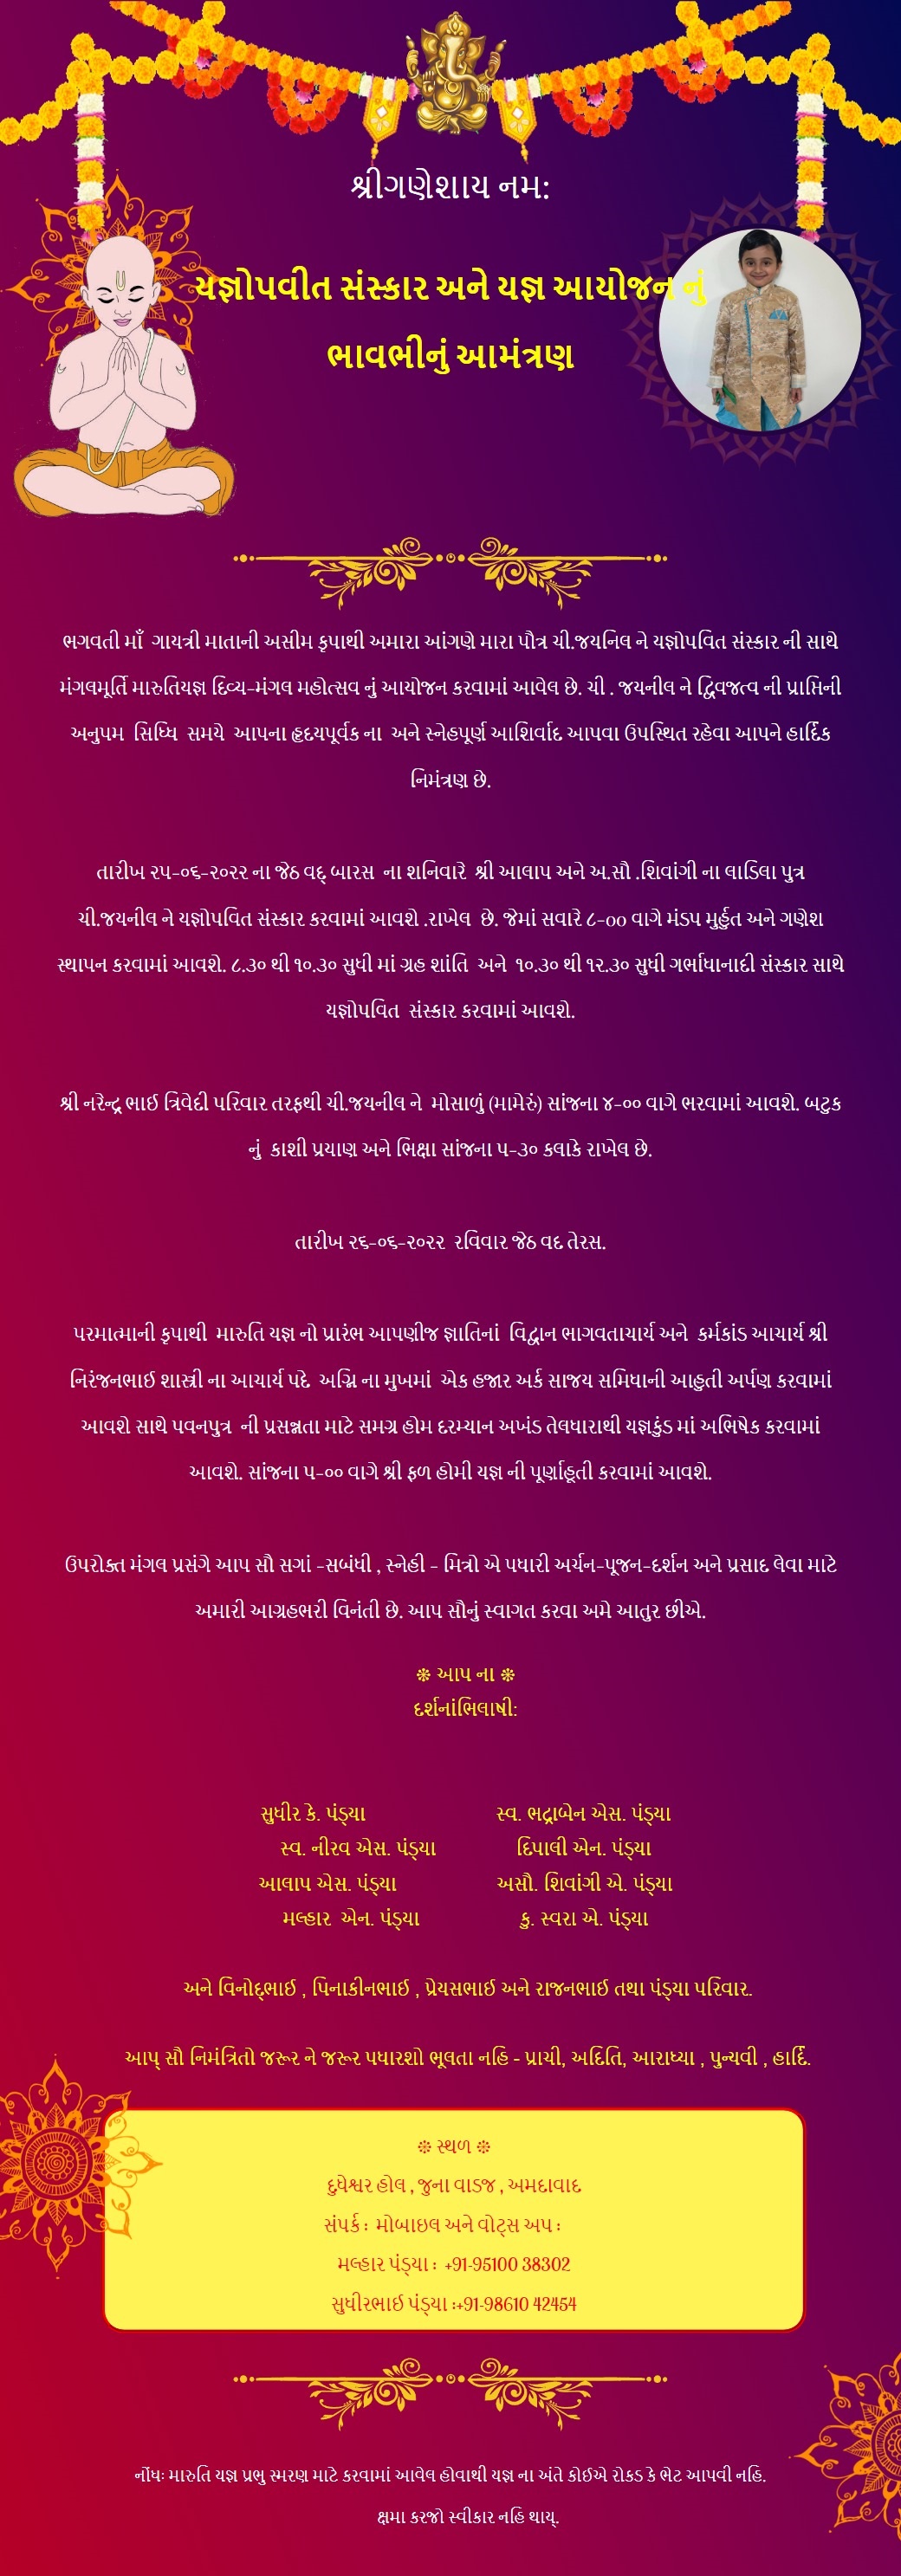 શ્રીગણેશાય નમ:
યજ્ઞોપવીત સંસ્કાર અને યજ્ઞ આયોજન નું
ભાવભીનું આમંત્રણ
ભગવતી માઁ ગાયત્રી માતાની અસીમ કૃપાથી અમારા આંગણે મારા પૌત્ર ચી.જયનિલ ને યજ્ઞોપવિત સંસ્કાર ની સાથે
મંગલમૂર્તિ મારુતિયજ્ઞ દિવ્ય-મંગલ મહોત્સવ નું આયોજન કરવામાં આવેલ છે. ચી . જયનીલ ને દ્વિજત્વ ની પ્રાપ્તિની
અનુપમ સિધ્ધિ સમયે આપના હૃદયપૂર્વક ના અને સ્નેહપૂર્ણ આશિર્વાદ આપવા ઉપસ્થિત રહેવા આપને હાર્દિક
નિમંત્રણ છે.
તારીખ ૨૫-૦૬-૨૦૨૨ ના જેઠ વદ્ બારસ ના શનિવારે શ્રી આલાપ અને અ.સૌ .શિવાંગી ના લાડિલા પુત્ર
ચી.જયનીલ ને યજ્ઞોપવિત સંસ્કાર કરવામાં આવશે .રાખેલ છે. જેમાં સવારે ૮-૦૦ વાગે મંડપ મુર્હુત અને ગણેશ
સ્થાપન કરવામાં આવશે. ૮.૩૦ થી ૧૦.૩૦ સુધી માં ગ્રહ શાંતિ અને ૧૦.૩૦ થી ૧૨.૩૦ સુધી ગર્ભાધાનાદી સંસ્કાર સાથે
યજ્ઞોપવિત સંસ્કાર કરવામાં આવશે.
શ્રી નરેન્દ્ર ભાઈ ત્રિવેદી પરિવાર તરફથી ચી.જયનીલ ને મોસાળું (મામેરું) સાંજના ૪-૦૦ વાગે ભરવામાં આવશે. બટુક
નું કાશી પ્રયાણ અને ભિક્ષા સાંજના ૫-૩૦ કલાકે રાખેલ છે.
તારીખ ૨૬-૦૬-૨૦૨૨ રવિવાર જેઠ વદ તેરસ.
પરમાત્માની કૃપાથી મારુતિ યજ્ઞ નો પ્રારંભ આપણીજ જ્ઞાતિનાં વિદ્વાન ભાગવતાચાર્ય અને કર્મકાંડ આચાર્ય શ્રી
નિરંજનભાઈ શાસ્ત્રી ના આચાર્ય પદે અગ્નિ ના મુખમાં એક હજાર અર્ક સાજય સમિધાની આહુતી અર્પણ કરવામાં
આવશે સાથે પવનપુત્ર ની પ્રસન્નતા માટે સમગ્ર હોમ દરમ્યાન અખંડ તેલધારાથી યજ્ઞકુંડ માં અભિષેક કરવામાં
આવશે. સાંજના ૫-૦૦ વાગે શ્રી ફળ હોમી યજ્ઞ ની પૂર્ણાહૂતી કરવામાં આવશે.
ઉપરોક્ત મંગલ પ્રસંગે આપ સૌ સગાં -સબંધી , સ્નેહી - મિત્રો એ પધારી અર્ચન-પૂજન-દર્શન અને પ્રસાદ લેવા માટે
અમારી આગ્રહભરી વિનંતી છે. આપ સૌનું સ્વાગત કરવા અમે આતુર છીએ.
❊ આપ ના ❊
દર્શનાંભિલાષી:
સુધીર કે. પંડ્યા સ્વ. ભદ્રાબેન એસ. પંડ્યા
સ્વ. નીરવ એસ. પંડ્યા દિપાલી એન. પંડ્યા
આલાપ એસ. પંડ્યા અસૌ. શિવાંગી એ. પંડ્યા
મલ્હાર એન. પંડ્યા કુ. સ્વરા એ. પંડ્યા
અને વિનોદ્ભાઈ , પિનાકીનભાઈ , પ્રેયસભાઈ અને રાજનભાઈ તથા પંડ્યા પરિવાર.
આપ્ સૌ નિમંત્રિતો જરૂર ને જરૂર પધારશો ભૂલતા નહિ - પ્રાચી, અદિતિ, આરાધ્યા , પુન્યવી , હાર્દિ.
❊ સ્થળ ❊
દુધેશ્વર હોલ , જુના વાડજ , અમદાવાદ
સંપર્ક : મોબાઇલ અને વોટ્સ અપ :
મલ્હાર પંડ્યા : +91-95100 38302
સુધીરભાઈ પંડ્યા :+91-98610 42454
નોંધઃ મારુતિ યજ્ઞ પ્રભુ સ્મરણ માટે કરવામાં આવેલ હોવાથી યજ્ઞ ના અંતે કોઈએ રોકડ કે ભેટ આપવી નહિ.
ક્ષમા કરજો સ્વીકાર નહિ થાય્.